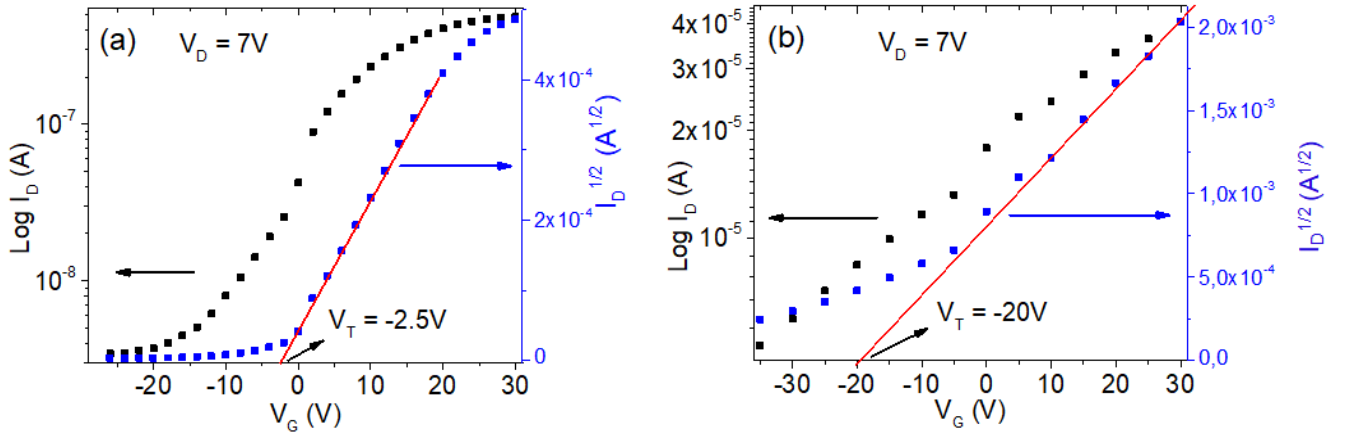 (a)
V_D = 7V
10⁻⁷
10⁻⁸
Log I_D (A)
4x10⁻⁴
2x10⁻⁴
0
I_D^1/2 (A^1/2)
V_T = -2.5V
-20 -10 0 10 20 30
V_G (V)
(b)
V_D = 7V
4x10⁻⁵
3x10⁻⁵
2x10⁻⁵
10⁻⁵
Log I_D (A)
2,0x10⁻³
1,5x10⁻³
1,0x10⁻³
5,0x10⁻⁴
0,0
I_D^1/2 (A^1/2)
V_T = -20V
-30 -20 -10 0 10 20 30
V_G (V)